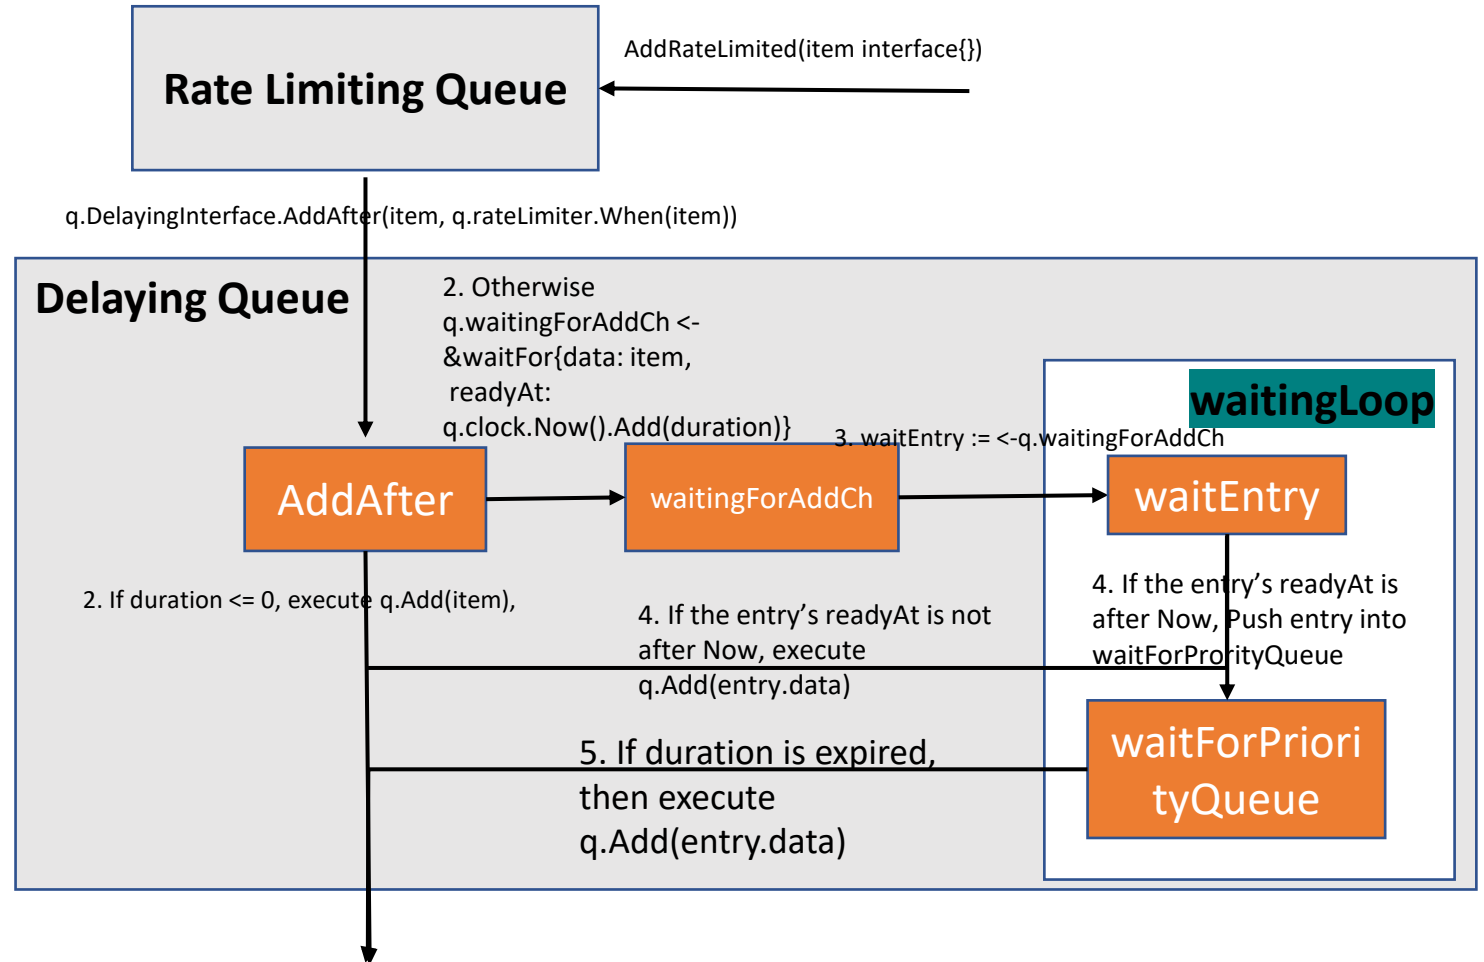 AddRateLimited(item interface{})
Rate Limiting Queue
q.DelayingInterface.AddAfter(item, q.rateLimiter.When(item))
Delaying Queue
2. Otherwise
q.waitingForAddCh <-
&waitFor{data: item,
readyAt:
q.clock.Now().Add(duration)}
waitingLoop
3. waitEntry := <-q.waitingForAddCh
AddAfter
waitingForAddCh
waitEntry
2. If duration <= 0, execute q.Add(item),
4. If the entry’s readyAt is not
after Now, execute
q.Add(entry.data)
4. If the entry’s readyAt is
after Now, Push entry into
waitForProrityQueue
5. If duration is expired,
then execute
q.Add(entry.data)
waitForPriori
tyQueue